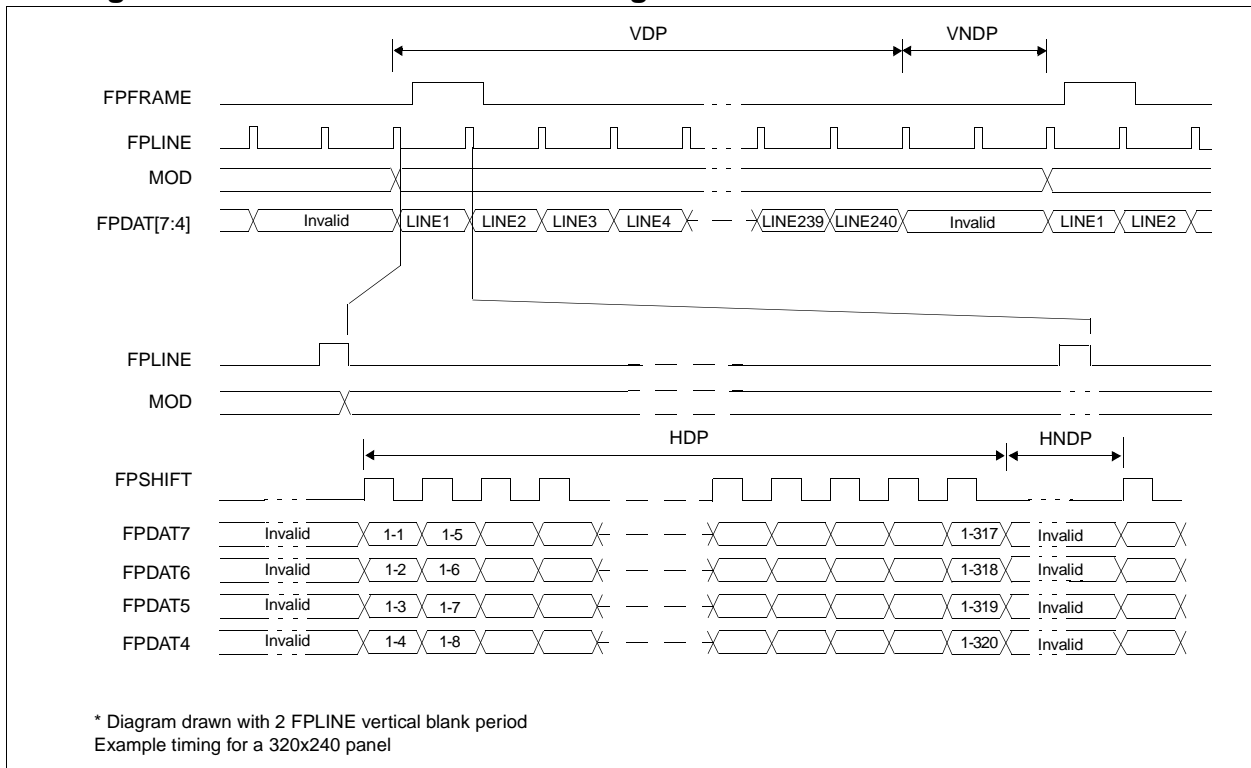 VDP VNDP
FPFRAME
FPLINE
MOD
FPDAT[7:4] Invalid LINE1 LINE2 LINE3 LINE4 LINE239 LINE240 Invalid LINE1 LINE2
FPLINE
MOD
HDP HNDP
FPSHIFT
FPDAT7 Invalid 1-1 1-5 1-317 Invalid
FPDAT6 Invalid 1-2 1-6 1-318 Invalid
FPDAT5 Invalid 1-3 1-7 1-319 Invalid
FPDAT4 Invalid 1-4 1-8 1-320 Invalid
* Diagram drawn with 2 FPLINE vertical blank period
Example timing for a 320x240 panel